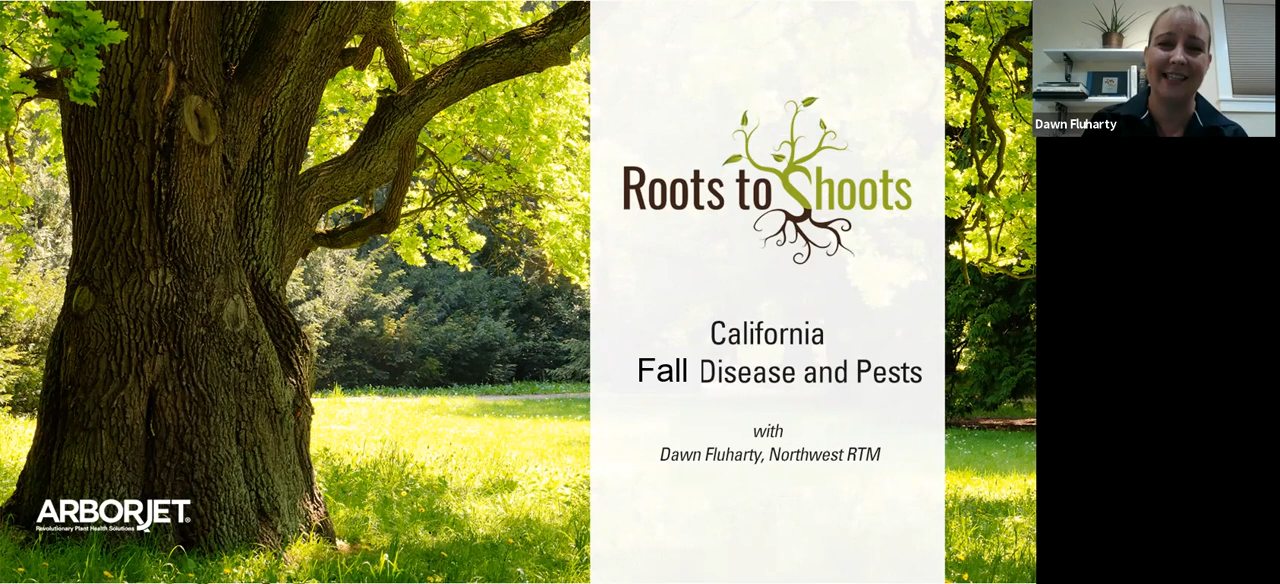 Roots to Shoots
California
Fall Disease and Pests
with
Dawn Fluharty, Northwest RTM
ARBORJET®
Revolutionary Plant Health Solutions
Dawn Fluharty